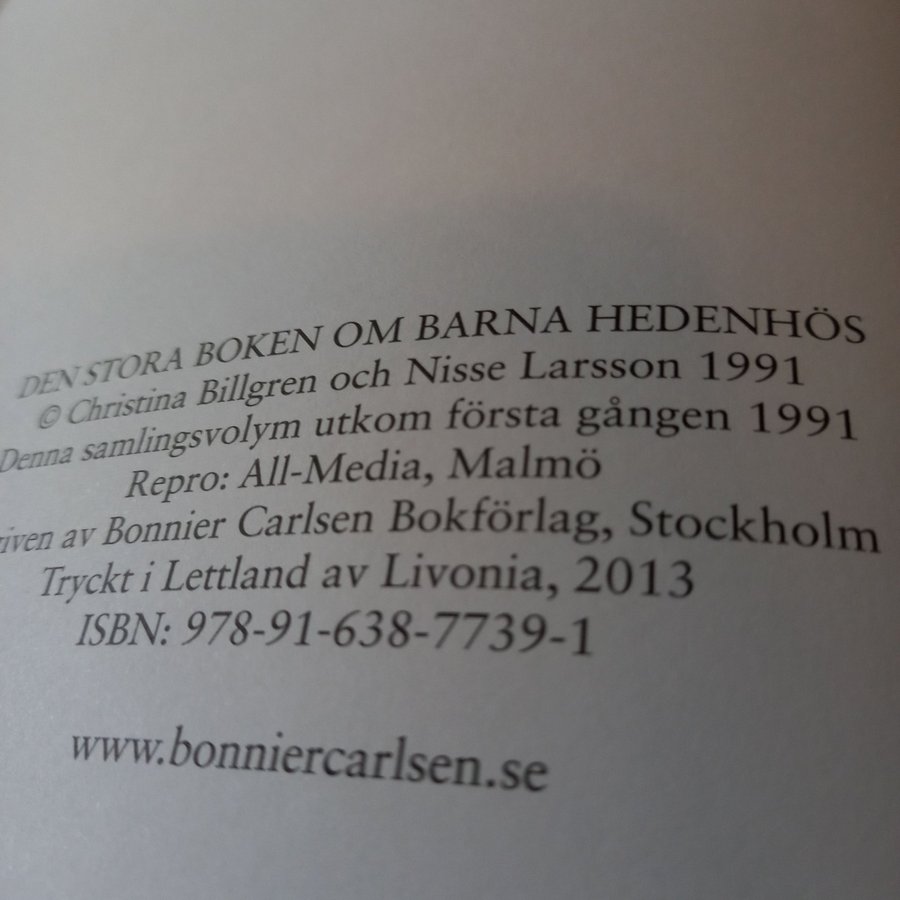 DEN STORA BOKEN OM BARNA HEDENHÖS
© Christina Billgren och Nisse Larsson 1991
Denna samlingsvolym utkom första gången 1991
Repro: All-Media, Malmö
av Bonnier Carlsen Bokförlag, Stockholm
Tryckt i Lettland av Livonia, 2013
ISBN: 978-91-638-7739-1
www.bonniercarlsen.se